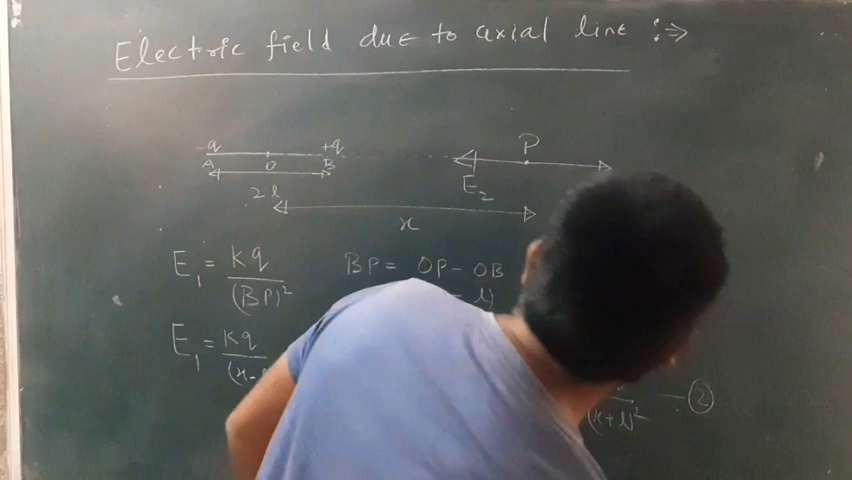 Electric field due to axial line :⇒
-q +q P
A O B
E₂
2l
x
E₁ = Kq/(BP)² BP = OP - OB
- l)
E₁ = Kq/(x-
(x+l)² — ②